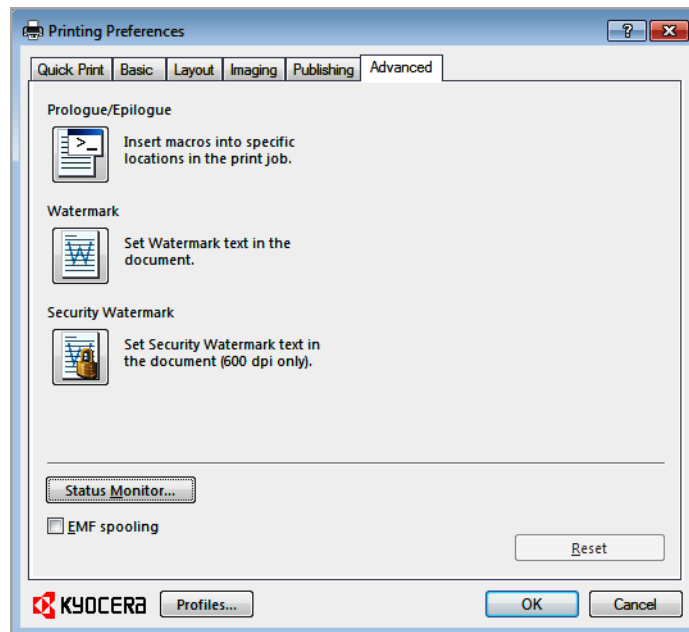 Printing Preferences
Quick Print Basic Layout Imaging Publishing Advanced
Prologue/Epilogue
>_
Insert macros into specific
locations in the print job.
Watermark
W
Set Watermark text in the
document.
Security Watermark
W
Set Security Watermark text in
the document (600 dpi only).
Status Monitor...
EMF spooling
Reset
KYOCERA Profiles... OK Cancel